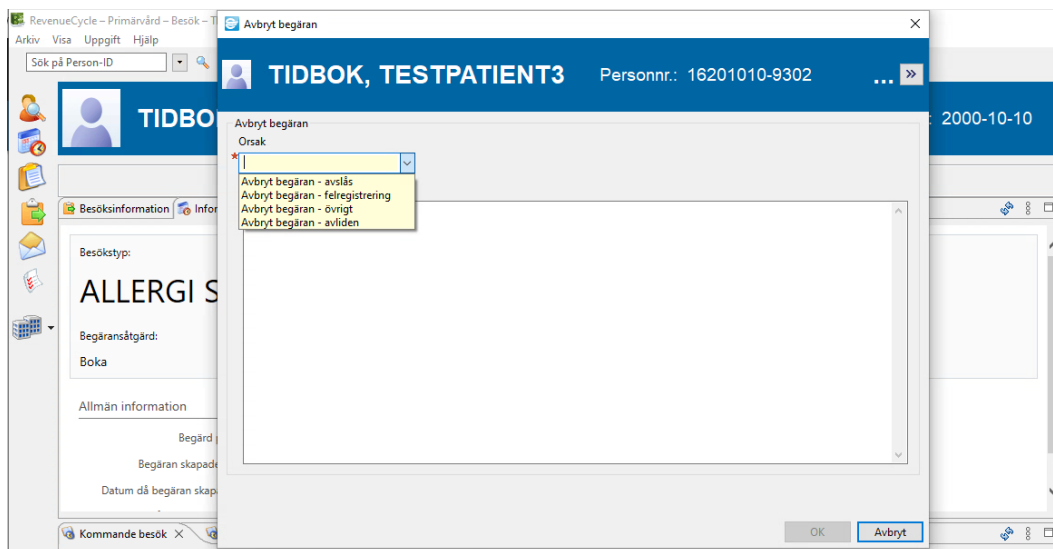 RevenueCycle – Primärvård – Besök – T
Arkiv Visa Uppgift Hjälp
Sök på Person-ID
TIDBO
: 2000-10-10
Besöksinformation Infor
Besökstyp:
ALLERGI S
Begäransåtgärd:
Boka
Allmän information
Begärd
Begäran skapade
Datum då begäran skap
Kommande besök
Avbryt begäran
TIDBOK, TESTPATIENT3 Personnr.: 16201010-9302 ... »
Avbryt begäran
Orsak
*
Avbryt begäran - avslås
Avbryt begäran - felregistrering
Avbryt begäran - övrigt
Avbryt begäran - avliden
OK Avbryt